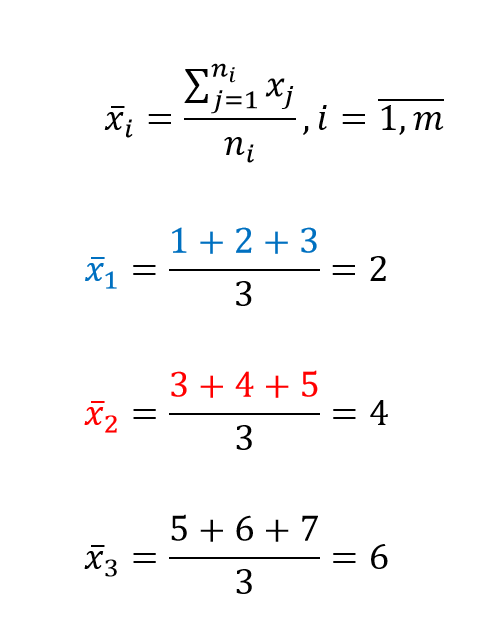 x̄ᵢ = (∑ⱼ₌₁ⁿⁱ xⱼ) / nᵢ , i = \overline{1, m}
x̄₁ = (1 + 2 + 3) / 3 = 2
x̄₂ = (3 + 4 + 5) / 3 = 4
x̄₃ = (5 + 6 + 7) / 3 = 6